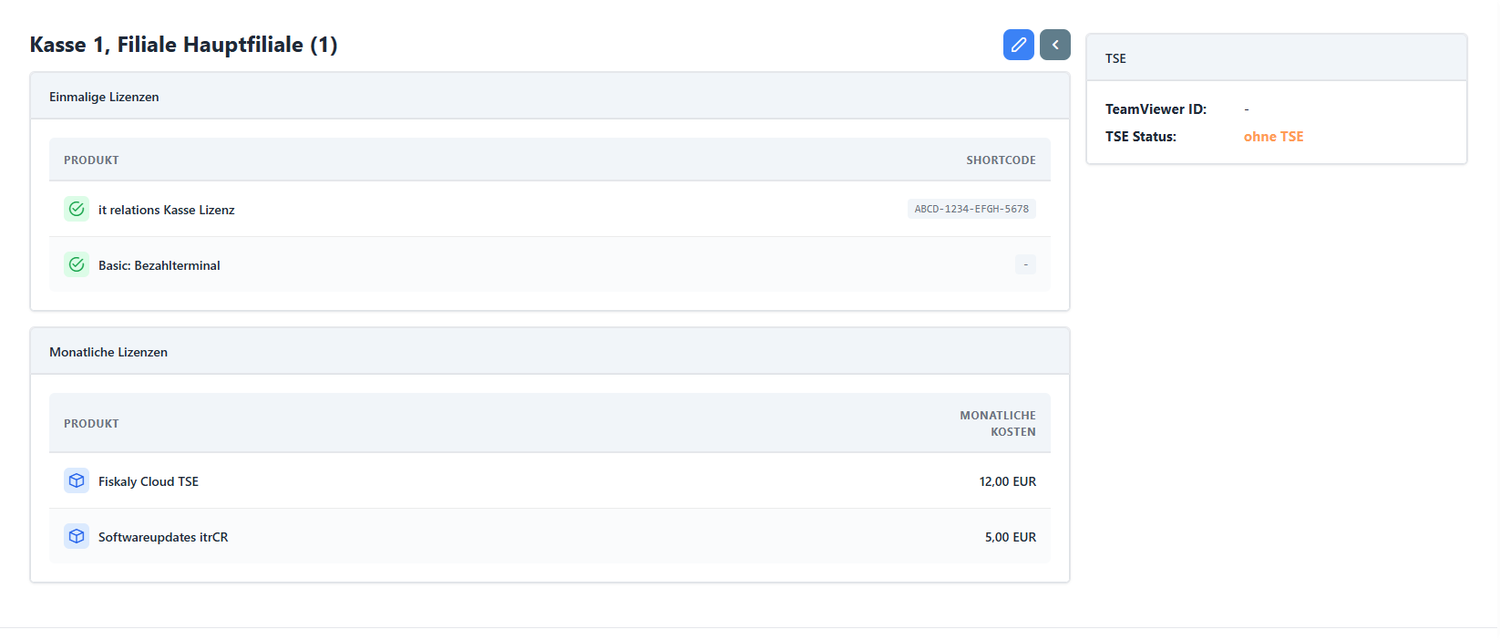 Kasse 1, Filiale Hauptfiliale (1)
Einmalige Lizenzen
PRODUKT SHORTCODE
it relations Kasse Lizenz ABCD-1234-EFGH-5678
Basic: Bezahlterminal -
Monatliche Lizenzen
PRODUKT MONATLICHE
KOSTEN
Fiskaly Cloud TSE 12,00 EUR
Softwareupdates itrCR 5,00 EUR
TSE
TeamViewer ID: -
TSE Status: ohne TSE